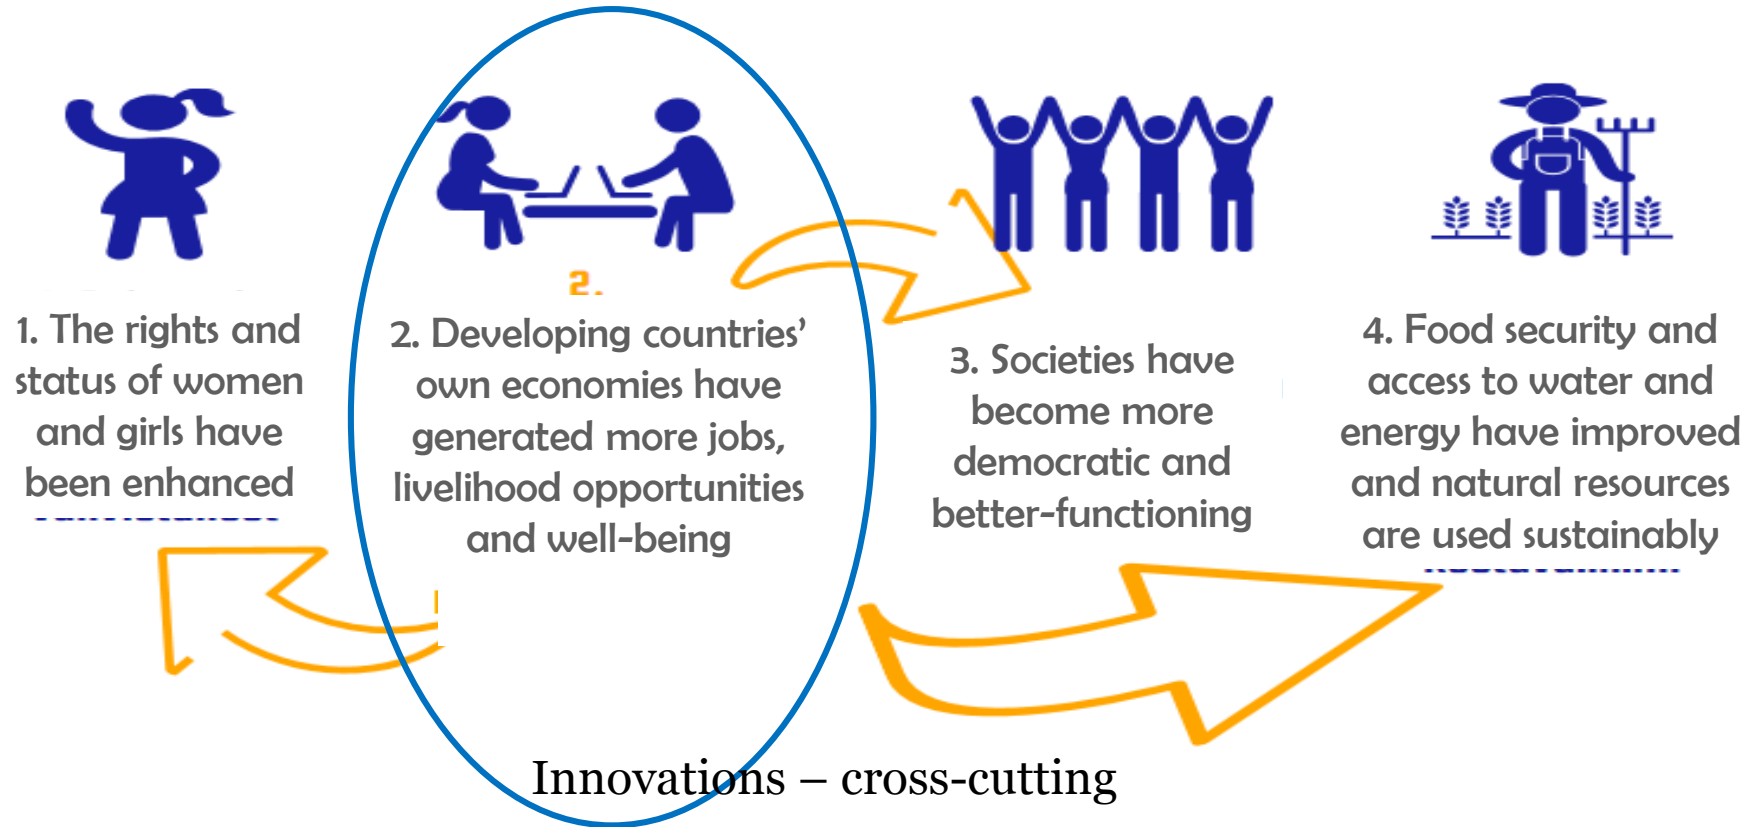 2.
1. The rights and
status of women
and girls have
been enhanced
2. Developing countries’
own economies have
generated more jobs,
livelihood opportunities
and well-being
3. Societies have
become more
democratic and
better-functioning
4. Food security and
access to water and
energy have improved
and natural resources
are used sustainably
Innovations – cross-cutting